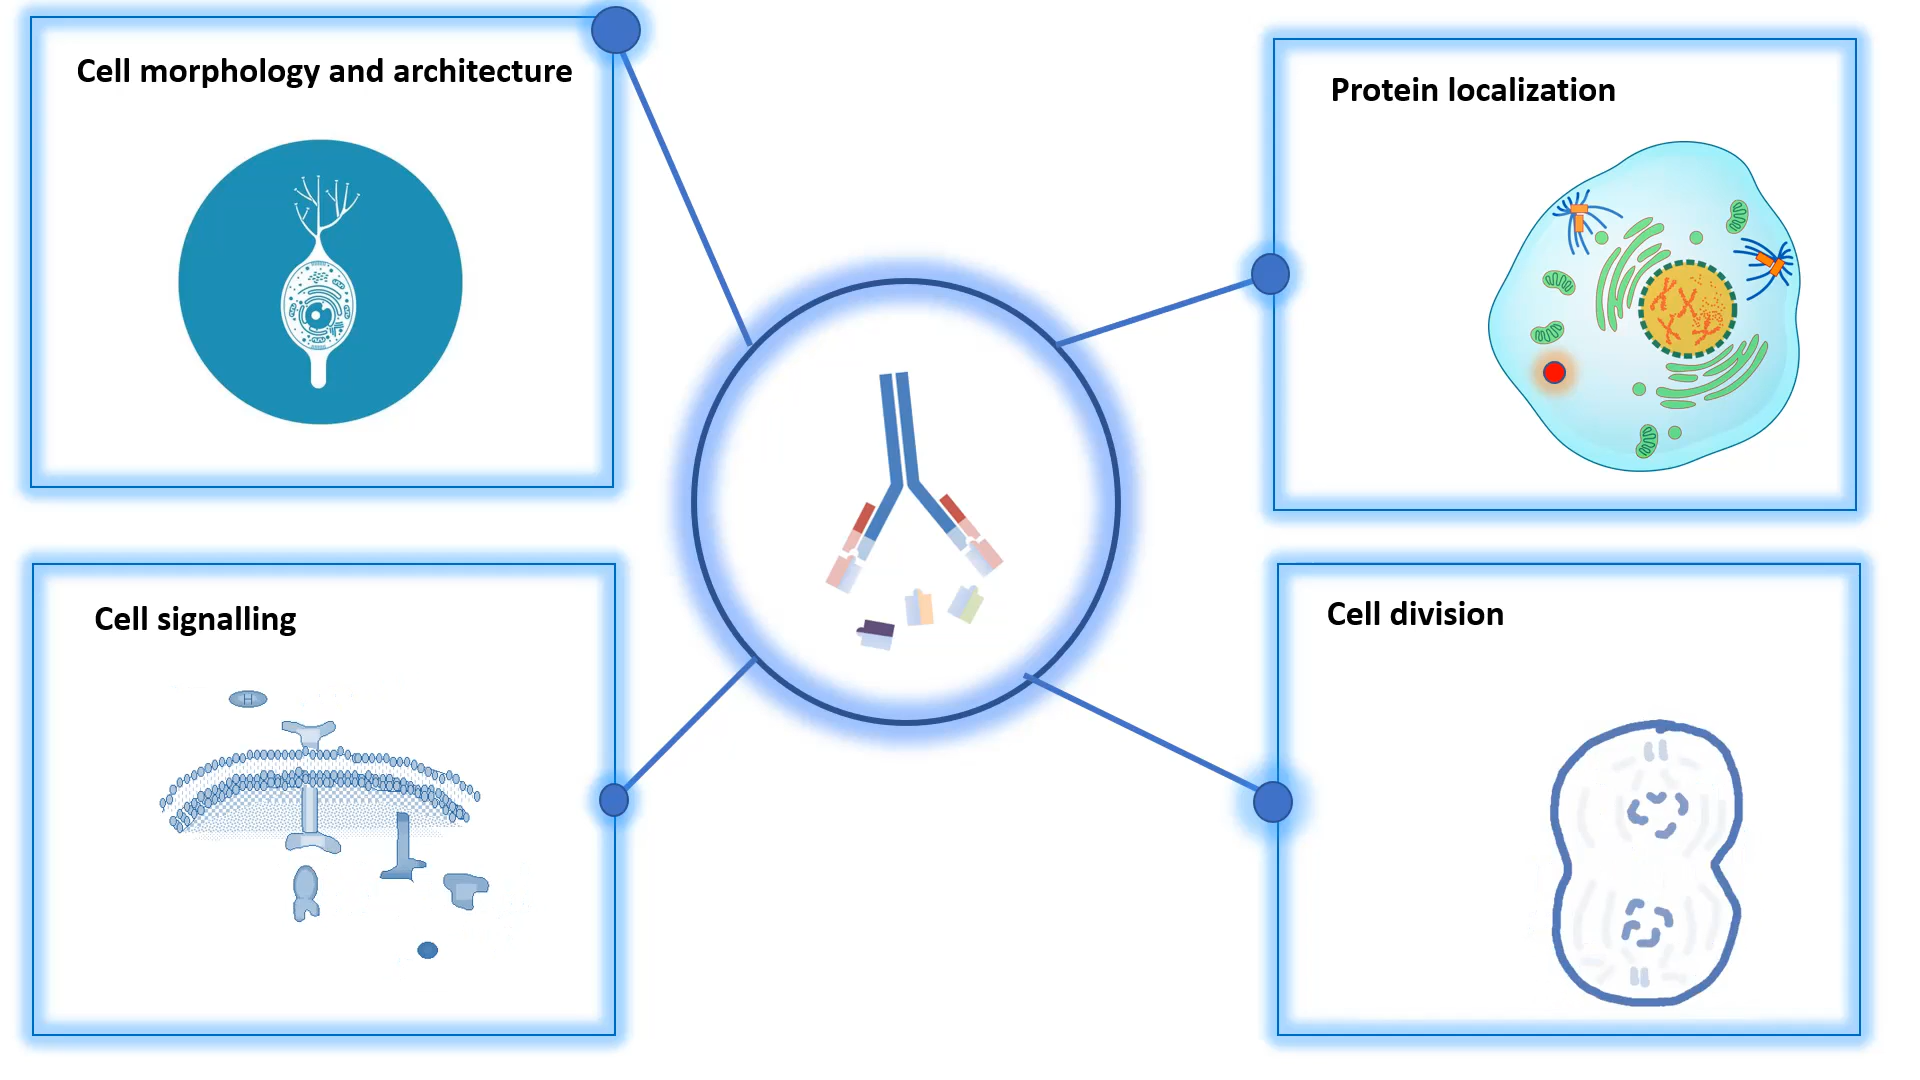 Cell morphology and architecture
Protein localization
Cell signalling
H
Cell division